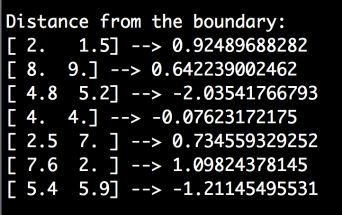 Distance from the boundary:
[ 2.   1.5] --> 0.92489688282
[ 8.  9.] --> 0.642239002462
[ 4.8  5.2] --> -2.03541766793
[ 4.  4.] --> -0.07623172175
[ 2.5  7. ] --> 0.734559329252
[ 7.6  2. ] --> 1.09824378145
[ 5.4  5.9] --> -1.21145495531